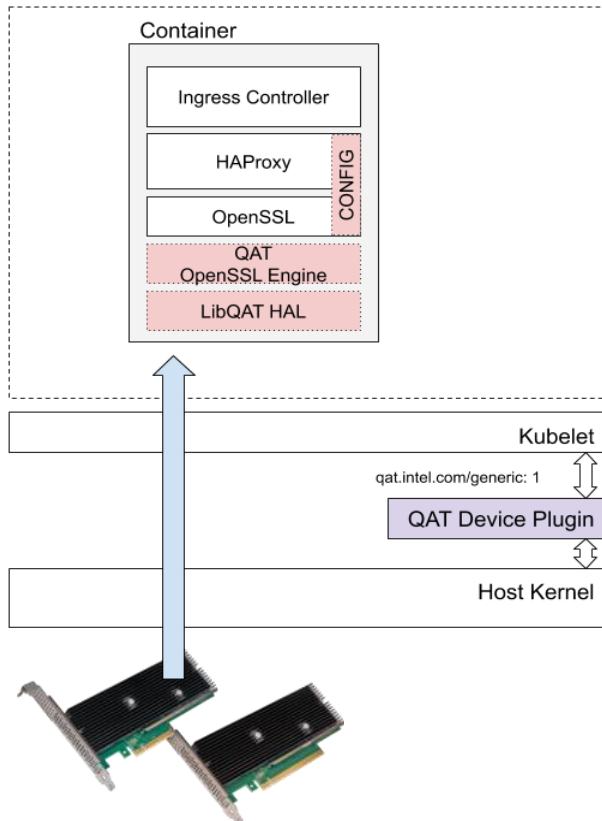 Container
Ingress Controller
HAProxy
CONFIG
OpenSSL
QAT
OpenSSL Engine
LibQAT HAL
Kubelet
qat.intel.com/generic: 1
QAT Device Plugin
Host Kernel